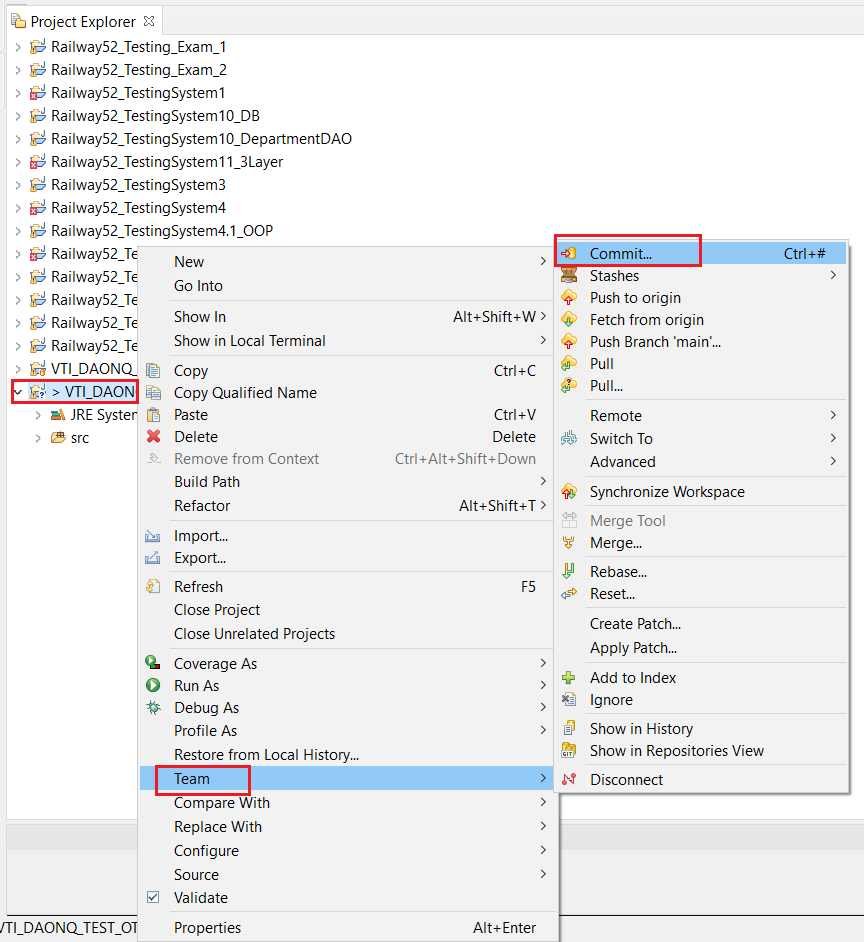 Project Explorer
Railway52_Testing_Exam_1
Railway52_Testing_Exam_2
Railway52_TestingSystem1
Railway52_TestingSystem10_DB
Railway52_TestingSystem10_DepartmentDAO
Railway52_TestingSystem11_3Layer
Railway52_TestingSystem3
Railway52_TestingSystem4
Railway52_TestingSystem4.1_OOP
Railway52_Te
Railway52_Te
Railway52_Te
Railway52_Te
Railway52_Te
VTI_DAONQ_
> VTI_DAON
JRE System
src
VTI_DAONQ_TEST_OT
New
Go Into
Show In Alt+Shift+W
Show in Local Terminal
Copy Ctrl+C
Copy Qualified Name
Paste Ctrl+V
Delete Delete
Remove from Context Ctrl+Alt+Shift+Down
Build Path
Refactor Alt+Shift+T
Import...
Export...
Refresh F5
Close Project
Close Unrelated Projects
Coverage As
Run As
Debug As
Profile As
Restore from Local History...
Team
Compare With
Replace With
Configure
Source
Validate
Properties Alt+Enter
Commit... Ctrl+#
Stashes
Push to origin
Fetch from origin
Push Branch 'main'...
Pull
Pull...
Remote
Switch To
Advanced
Synchronize Workspace
Merge Tool
Merge...
Rebase...
Reset...
Create Patch...
Apply Patch...
Add to Index
Ignore
Show in History
GIT Show in Repositories View
Disconnect